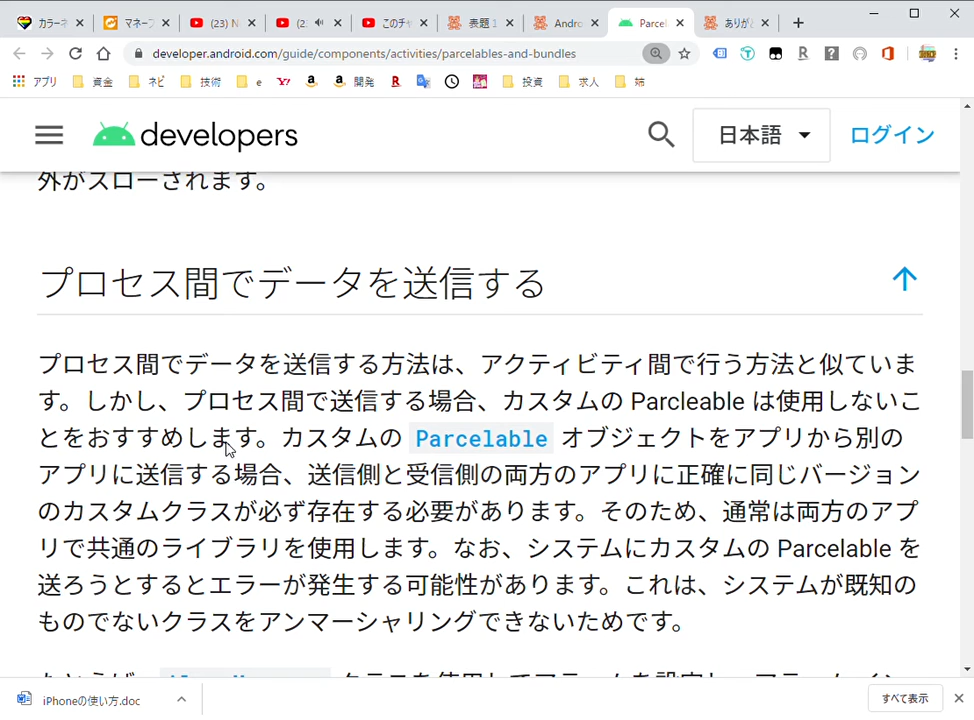 カラーネ
マネーフ
(23) N
(2
このチャ
表題 1
Andro
Parcel
ありが
developer.android.com/guide/components/activities/parcelables-and-bundles
アプリ 資金 ネビ 技術 e Y! a a 開発 R 投資 求人 姉
developers 日本語 ログイン
外がスローされます。
プロセス間でデータを送信する
プロセス間でデータを送信する方法は、アクティビティ間で行う方法と似ていま
す。しかし、プロセス間で送信する場合、カスタムの Parcleable は使用しないこ
とをおすすめします。カスタムの Parcelable オブジェクトをアプリから別の
アプリに送信する場合、送信側と受信側の両方のアプリに正確に同じバージョン
のカスタムクラスが必ず存在する必要があります。そのため、通常は両方のアプ
リで共通のライブラリを使用します。なお、システムにカスタムの Parcelable を
送ろうとするとエラーが発生する可能性があります。これは、システムが既知の
ものでないクラスをアンマーシャリングできないためです。
iPhoneの使い方.doc すべて表示